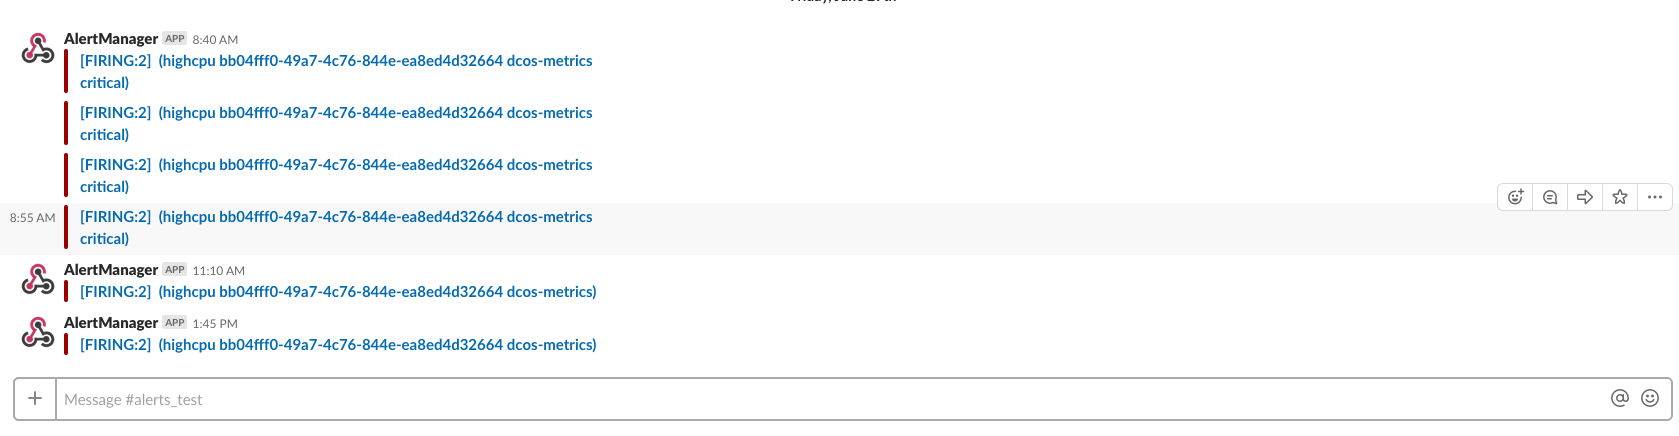 AlertManager APP 8:40 AM
[FIRING:2] (highcpu bb04fff0-49a7-4c76-844e-ea8ed4d32664 dcos-metrics
critical)
[FIRING:2] (highcpu bb04fff0-49a7-4c76-844e-ea8ed4d32664 dcos-metrics
critical)
[FIRING:2] (highcpu bb04fff0-49a7-4c76-844e-ea8ed4d32664 dcos-metrics
critical)
8:55 AM [FIRING:2] (highcpu bb04fff0-49a7-4c76-844e-ea8ed4d32664 dcos-metrics
critical)
AlertManager APP 11:10 AM
[FIRING:2] (highcpu bb04fff0-49a7-4c76-844e-ea8ed4d32664 dcos-metrics)
AlertManager APP 1:45 PM
[FIRING:2] (highcpu bb04fff0-49a7-4c76-844e-ea8ed4d32664 dcos-metrics)
Message #alerts_test